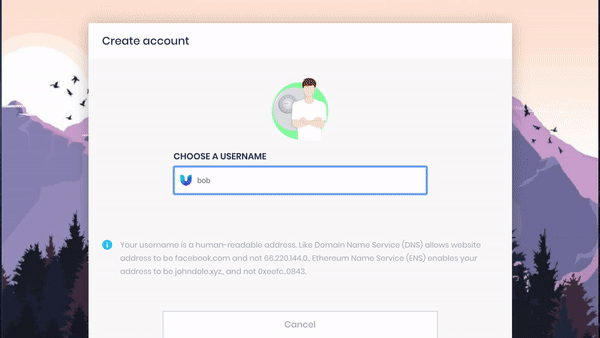 Create account
CHOOSE A USERNAME
bob
Your username is a human-readable address. Like Domain Name Service (DNS) allows website
address to be facebook.com and not 66.220.144.0., Ethereum Name Service (ENS) enables your
address to be johndole.xyz., and not 0xeefc..0843.
Cancel